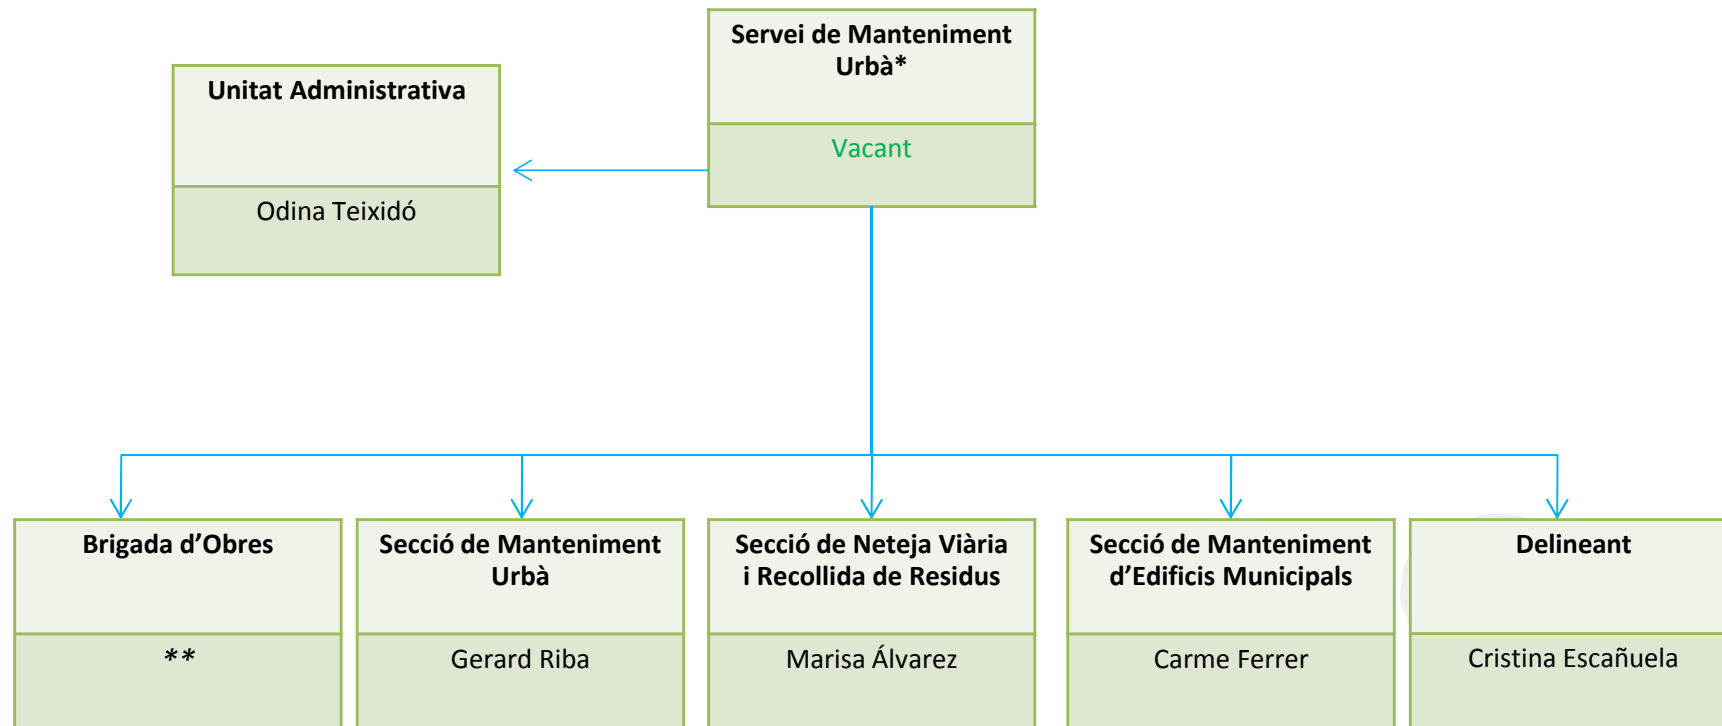 Servei de Manteniment
Urbà*
Vacant
Unitat Administrativa
Odina Teixidó
Brigada d’Obres
**
Secció de Manteniment
Urbà
Gerard Riba
Secció de Neteja Viària
i Recollida de Residus
Marisa Álvarez
Secció de Manteniment
d’Edificis Municipals
Carme Ferrer
Delineant
Cristina Escañuela